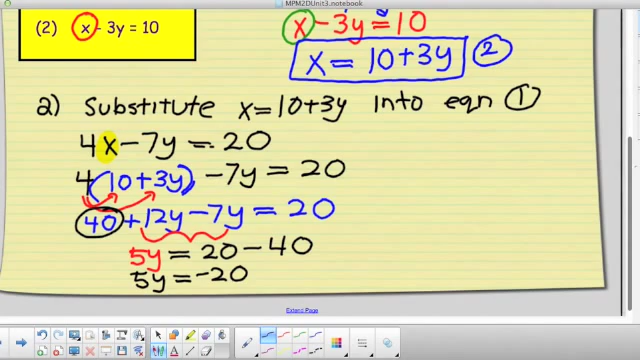 MPM2DUnit3.notebook
(2) x - 3y = 10
x - 3y = 10
x = 10+3y ②
2) Substitute x=10+3y into eqn ①
4x - 7y = 20
4(10+3y) - 7y = 20
40 + 12y - 7y = 20
5y = 20 - 40
5y = -20
Extend Page